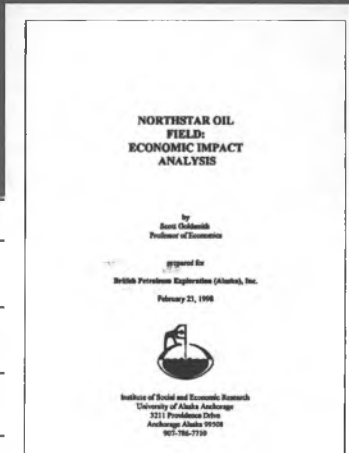 NORTHSTAR OIL
FIELD:
ECONOMIC IMPACT
ANALYSIS
by
Scott Goldsmith
Professor of Economics
prepared for
British Petroleum Exploration (Alaska), Inc.
February 23, 1998
Institute of Social and Economic Research
University of Alaska Anchorage
3211 Providence Drive
Anchorage Alaska 99508
907-786-7710